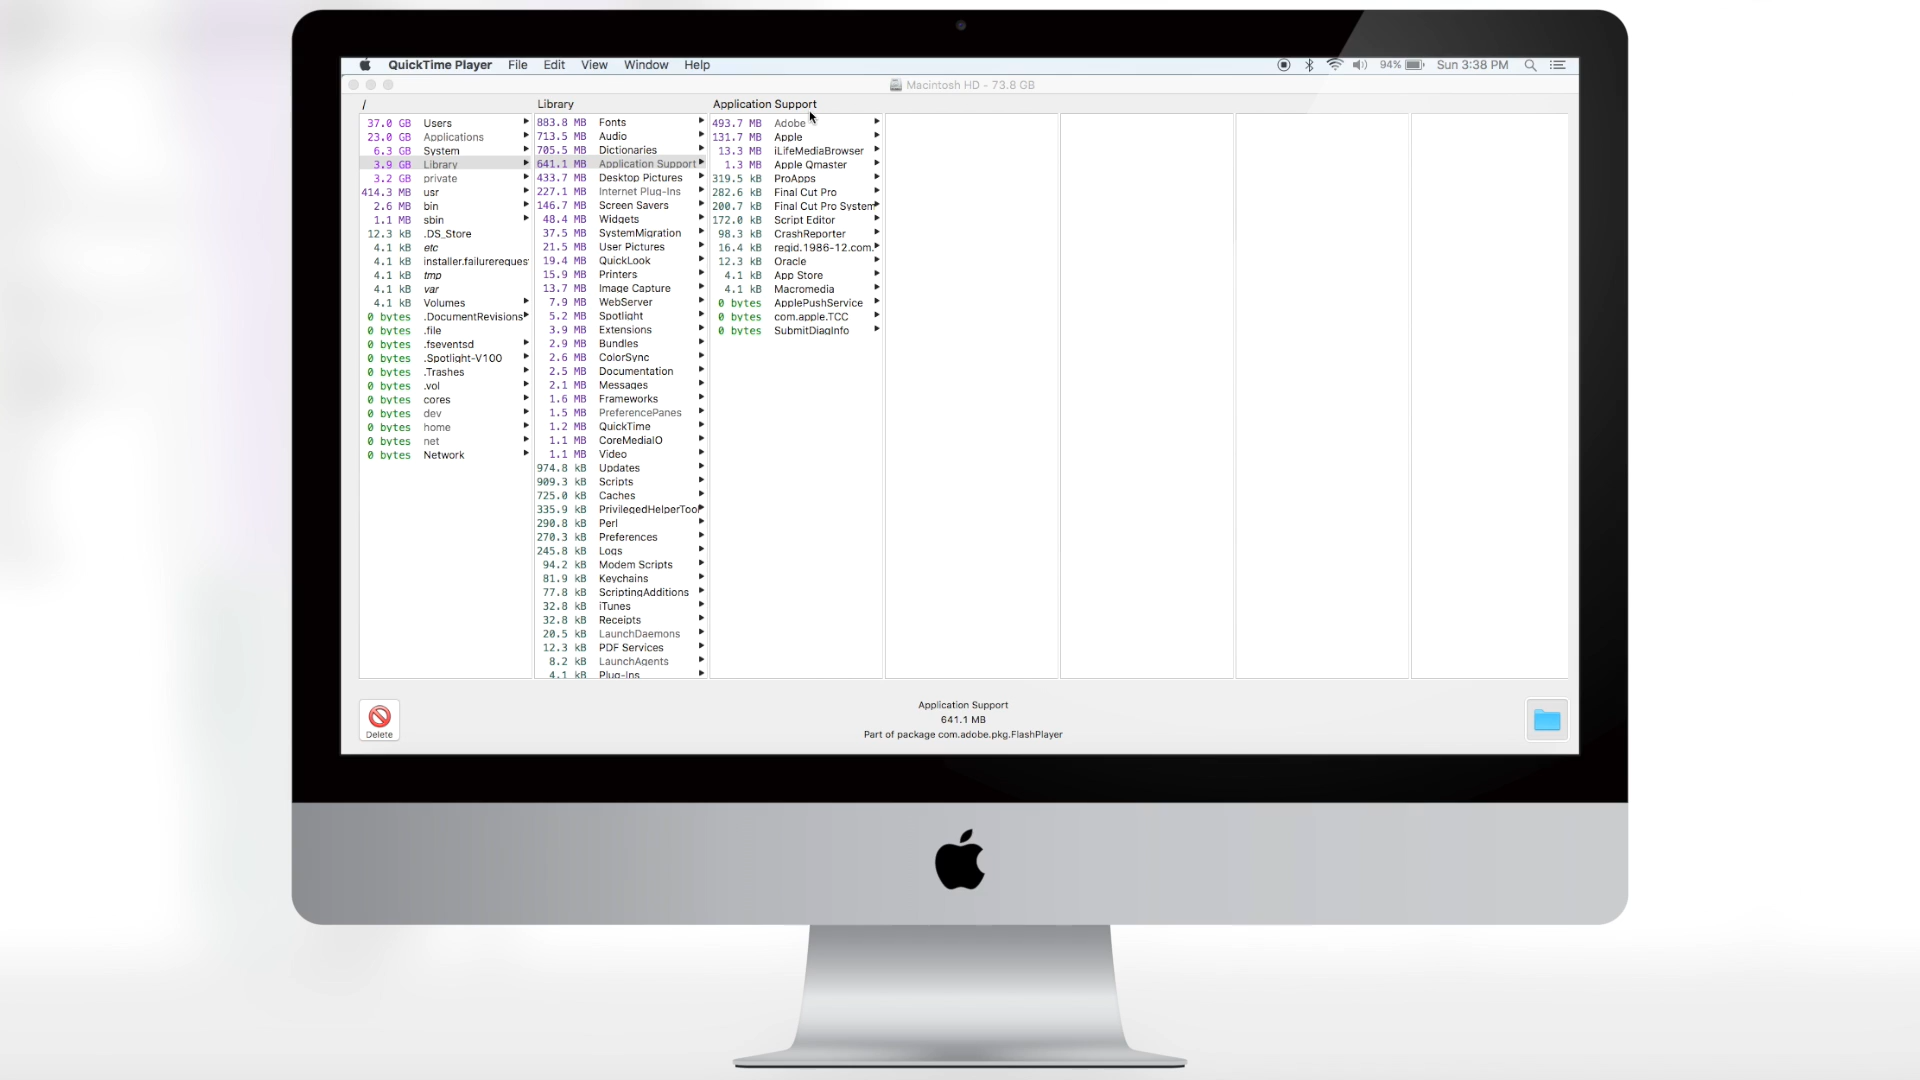 QuickTime Player File Edit View Window Help 94% Sun 3:38 PM
Macintosh HD - 73.8 GB
/ Library Application Support
37.0 GB Users
23.0 GB Applications
6.3 GB System
3.9 GB Library
3.2 GB private
414.3 MB usr
2.6 MB bin
1.1 MB sbin
12.3 kB .DS_Store
4.1 kB etc
4.1 kB installer.failurereques
4.1 kB tmp
4.1 kB var
4.1 kB Volumes
0 bytes .DocumentRevisions
0 bytes .file
0 bytes .fseventsd
0 bytes .Spotlight-V100
0 bytes .Trashes
0 bytes .vol
0 bytes cores
0 bytes dev
0 bytes home
0 bytes net
0 bytes Network
883.8 MB Fonts
713.5 MB Audio
705.5 MB Dictionaries
641.1 MB Application Support
433.7 MB Desktop Pictures
227.1 MB Internet Plug-Ins
146.7 MB Screen Savers
48.4 MB Widgets
37.5 MB SystemMigration
21.5 MB User Pictures
19.4 MB QuickLook
15.9 MB Printers
13.7 MB Image Capture
7.9 MB WebServer
5.2 MB Spotlight
3.9 MB Extensions
2.9 MB Bundles
2.6 MB ColorSync
2.5 MB Documentation
2.1 MB Messages
1.6 MB Frameworks
1.5 MB PreferencePanes
1.2 MB QuickTime
1.1 MB CoreMediaIO
1.1 MB Video
974.8 kB Updates
909.3 kB Scripts
725.0 kB Caches
335.9 kB PrivilegedHelperTool
290.8 kB Perl
270.3 kB Preferences
245.8 kB Logs
94.2 kB Modem Scripts
81.9 kB Keychains
77.8 kB ScriptingAdditions
32.8 kB iTunes
32.8 kB Receipts
20.5 kB LaunchDaemons
12.3 kB PDF Services
8.2 kB LaunchAgents
4.1 kB Plug-Ins
493.7 MB Adobe
131.7 MB Apple
13.3 MB iLifeMediaBrowser
1.3 MB Apple Qmaster
319.5 kB ProApps
282.6 kB Final Cut Pro
200.7 kB Final Cut Pro System
172.0 kB Script Editor
98.3 kB CrashReporter
16.4 kB regid.1986-12.com.
12.3 kB Oracle
4.1 kB App Store
4.1 kB Macromedia
0 bytes ApplePushService
0 bytes com.apple.TCC
0 bytes SubmitDiagInfo
Delete
Application Support
641.1 MB
Part of package com.adobe.pkg.FlashPlayer